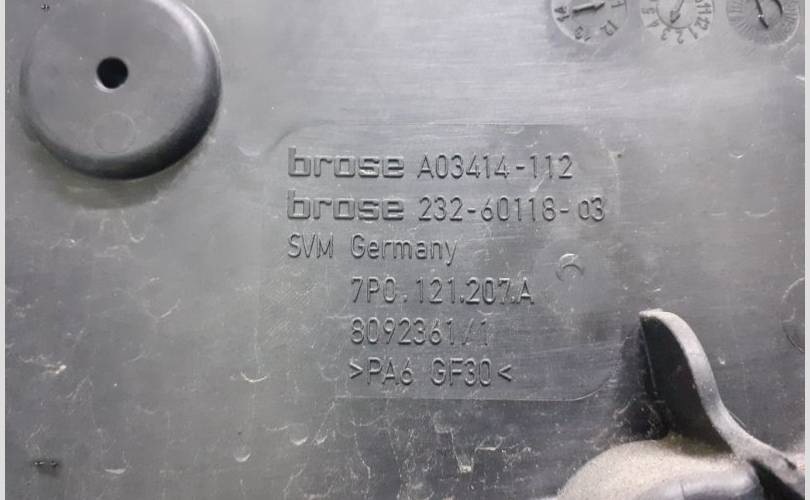 brose A03414-112
brose 232-60118-03
SVM Germany
7P0.121.207.A
8092361/1
>PA6 GF30<